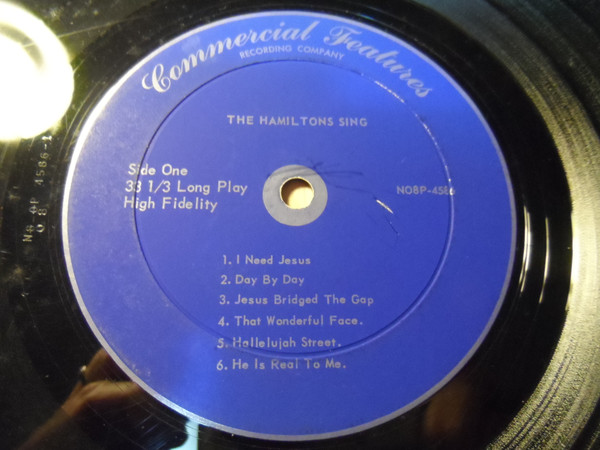 Commercial Features
RECORDING COMPANY
THE HAMILTONS SING
Side One
33 1/3 Long Play
High Fidelity
NO8P-4586
1. I Need Jesus
2. Day By Day
3. Jesus Bridged The Gap
4. That Wonderful Face.
5. Hallelujah Street.
6. He Is Real To Me.